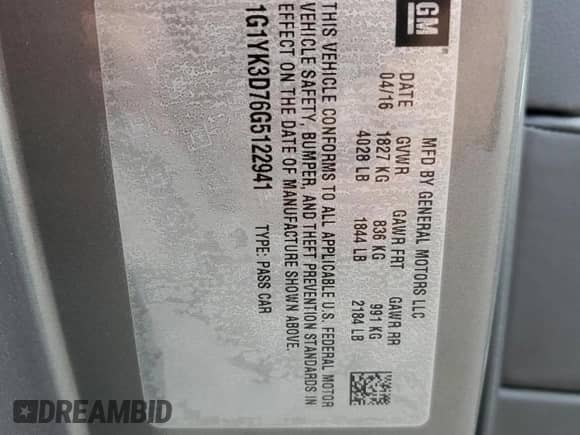 GM
MFD BY GENERAL MOTORS LLC
DATE GVWR GAWR FRT GAWR RR
04/16 1827 KG 836 KG 991 KG
4028 LB 1844 LB 2184 LB
THIS VEHICLE CONFORMS TO ALL APPLICABLE U.S. FEDERAL MOTOR
VEHICLE SAFETY, BUMPER, AND THEFT PREVENTION STANDARDS IN
EFFECT ON THE DATE OF MANUFACTURE SHOWN ABOVE.
1G1YK3D76G5122941 TYPE: PASS CAR
DREAMBID